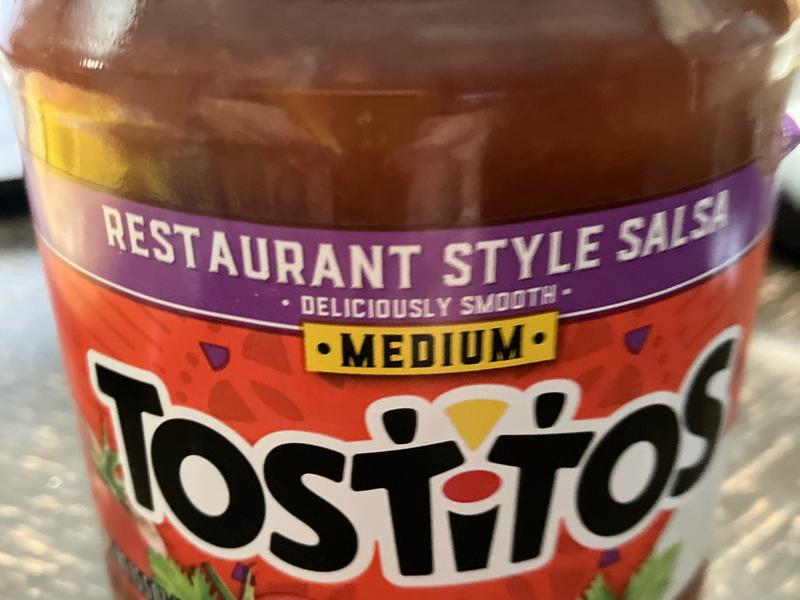 RESTAURANT STYLE SALSA
• DELICIOUSLY SMOOTH •
• MEDIUM •
TOSTITOS